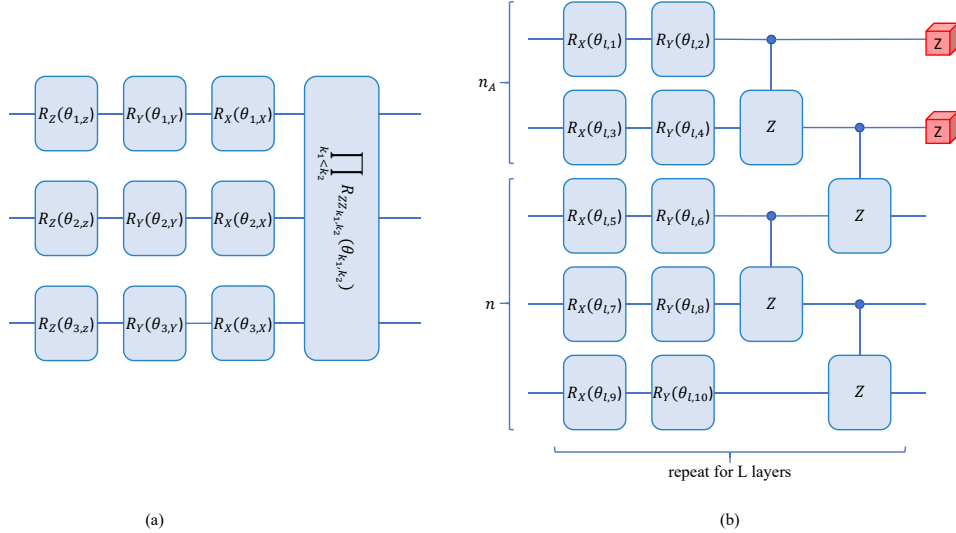 R_Z(θ_{1,z}) R_Y(θ_{1,Y}) R_X(θ_{1,X})
R_Z(θ_{2,z}) R_Y(θ_{2,Y}) R_X(θ_{2,X})
R_Z(θ_{3,z}) R_Y(θ_{3,Y}) R_X(θ_{3,X})
∏_{k_1<k_2} R_{ZZ_{k_1,k_2}}(θ_{k_1,k_2})
(a)
n_A
R_X(θ_{l,1}) R_Y(θ_{l,2}) Z
R_X(θ_{l,3}) R_Y(θ_{l,4}) Z Z
n
R_X(θ_{l,5}) R_Y(θ_{l,6}) Z
R_X(θ_{l,7}) R_Y(θ_{l,8}) Z
R_X(θ_{l,9}) R_Y(θ_{l,10}) Z
repeat for L layers
(b)